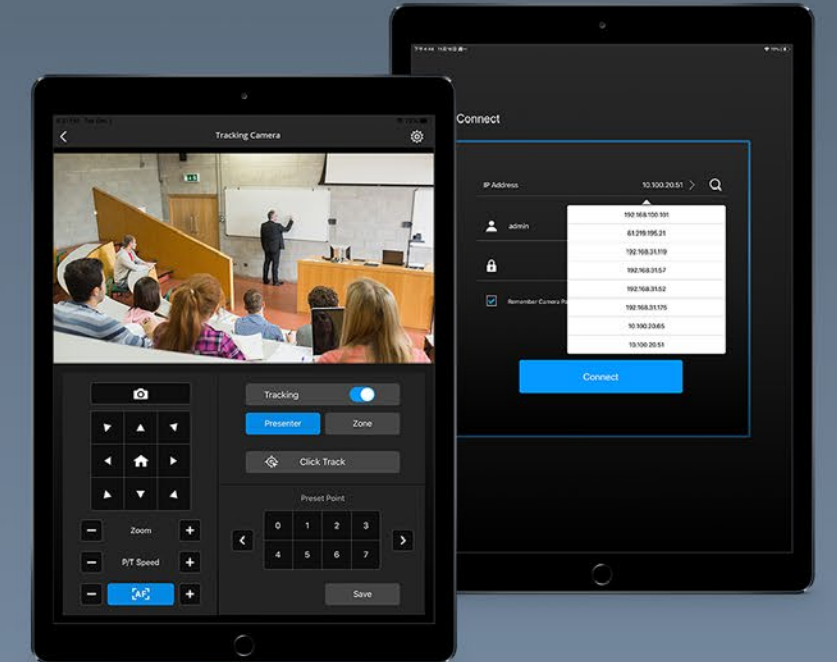 Tracking Camera
Tracking
Presenter
Zone
Click Track
Preset Point
0 1 2 3
4 5 6 7
Zoom
P/T Speed
[AF]
Save
Connect
IP Address
10.100.20.51
admin
Remember Camera Pa
192.168.100.101
61.219.195.21
192.168.31.119
192.168.31.57
192.168.31.52
192.168.31.175
10.100.20.65
10.100.20.51
Connect